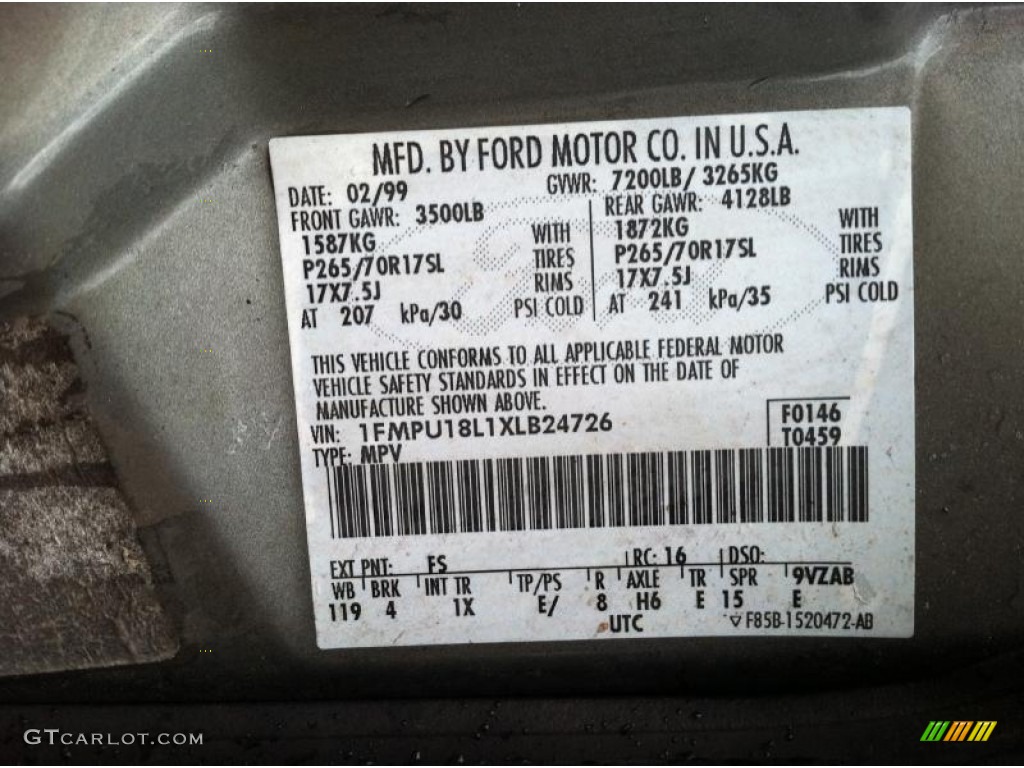 MFD. BY FORD MOTOR CO. IN U.S.A.
DATE: 02/99 GVWR: 7200LB/ 3265KG
FRONT GAWR: 3500LB REAR GAWR: 4128LB
1587KG WITH 1872KG WITH
P265/70R17SL TIRES P265/70R17SL TIRES
17X7.5J RIMS 17X7.5J RIMS
AT 207 kPa/30 PSI COLD AT 241 kPa/35 PSI COLD
THIS VEHICLE CONFORMS TO ALL APPLICABLE FEDERAL MOTOR
VEHICLE SAFETY STANDARDS IN EFFECT ON THE DATE OF
MANUFACTURE SHOWN ABOVE.
VIN: 1FMPU18L1XLB24726 F0146
TYPE: MPV T0459
EXT PNT: FS RC: 16 DSO:
WB BRK INT TR TP/PS R AXLE TR SPR 9VZAB
119 4 1X E/ 8 H6 E 15 E
UTC F85B-1520472-AB
GTCARLOT.COM